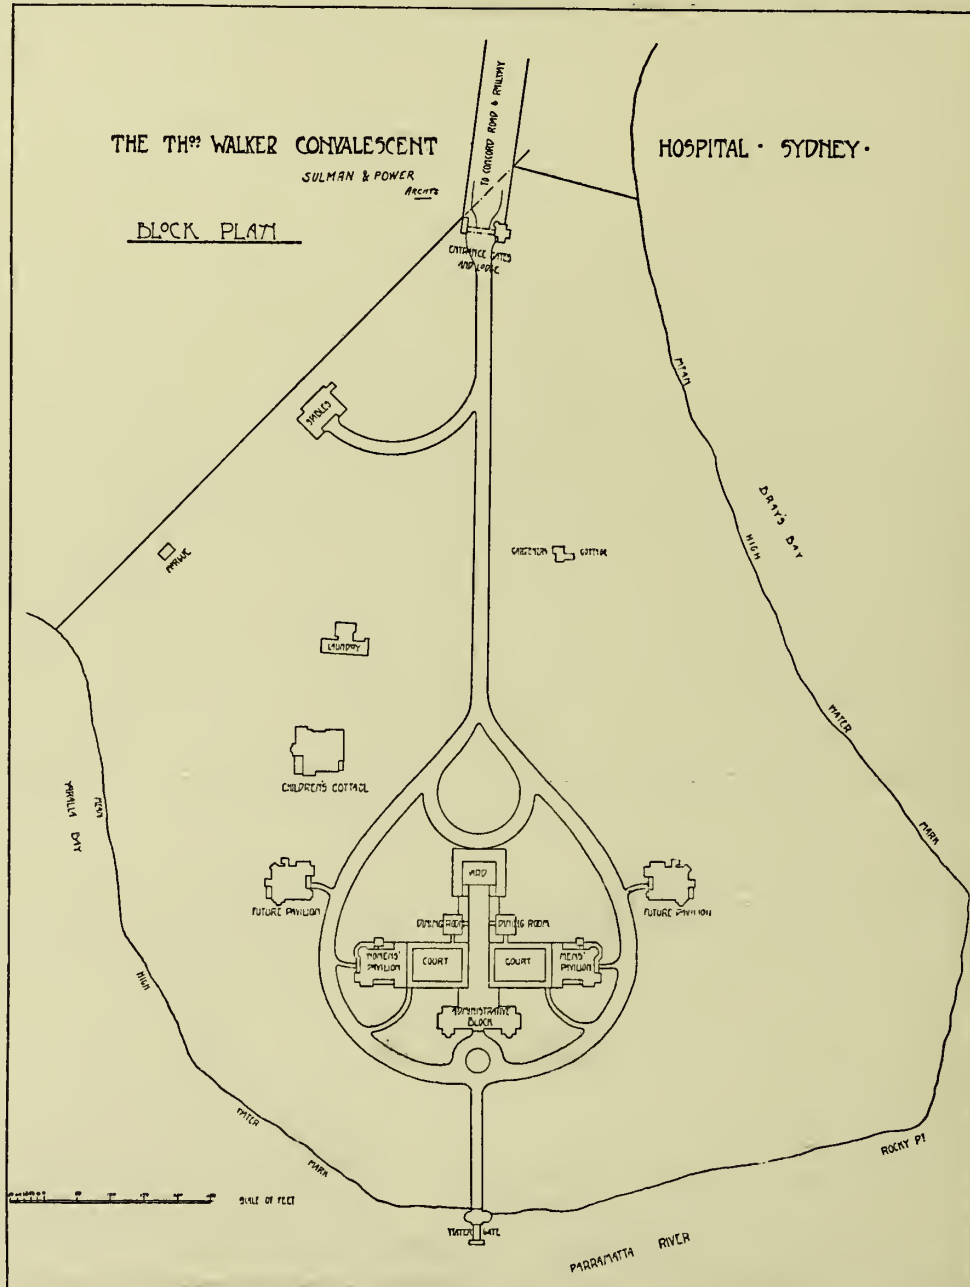 THE THOS WALKER CONVALESCENT HOSPITAL · SYDNEY ·
SULMAN & POWER
ARCHTS
BLOCK PLAN
TO CONCORD ROAD & RAILWAY
ENTRANCE GATES
AND LODGE
STABLES
MEAN
HIGH
WATER
MARK
BRAY'S BAY
GARDENERS COTTAGE
LAUNDRY
CHILDREN'S COTTAGE
YARALLA BAY
MEAN
HIGH
WATER
MARK
FUTURE PAVILION
FUTURE PAVILION
DINING ROOM
DINING ROOM
WOMENS'
PAVILION
COURT
COURT
MENS'
PAVILION
ADMINISTRATIVE
BLOCK
ROCKY PT
SCALE OF FEET
WATER GATE
PARRAMATTA RIVER